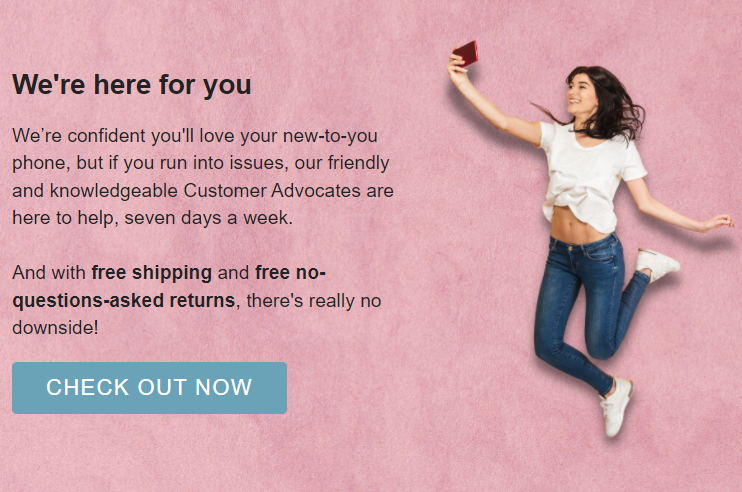 We're here for you
We’re confident you'll love your new-to-you
phone, but if you run into issues, our friendly
and knowledgeable Customer Advocates are
here to help, seven days a week.
And with free shipping and free no-
questions-asked returns, there's really no
downside!
CHECK OUT NOW